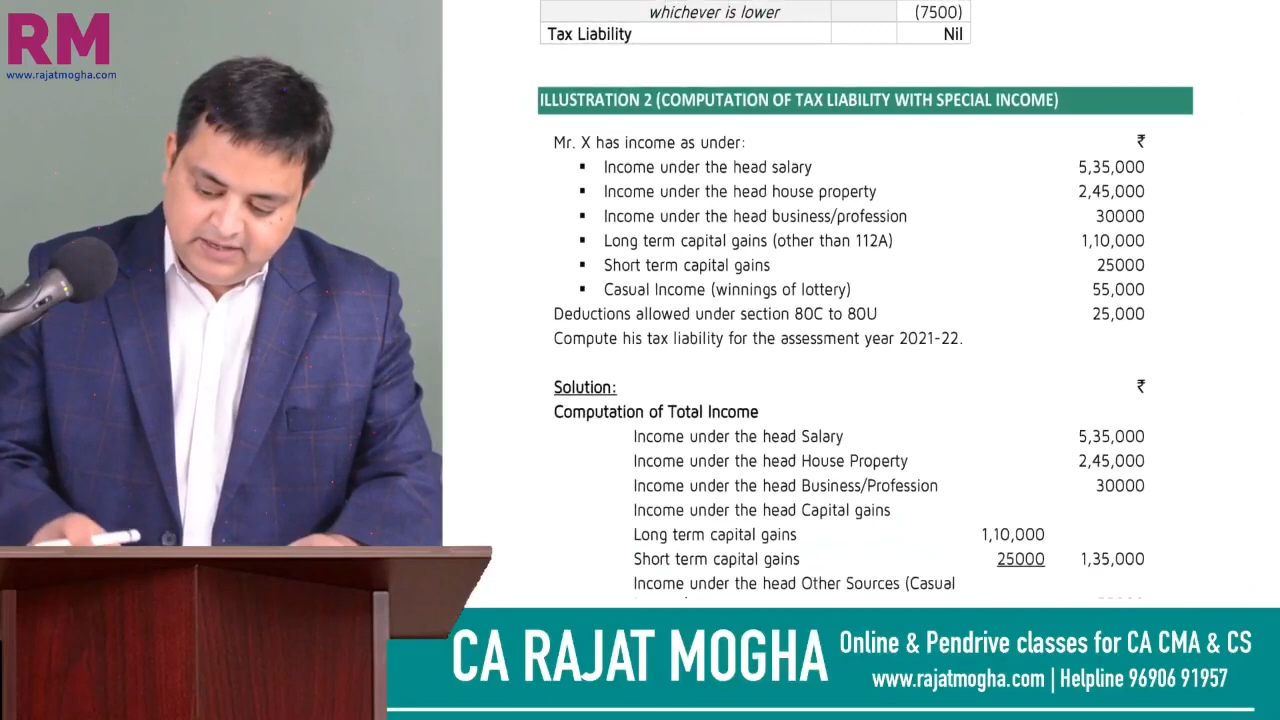 RM
www.rajatmogha.com
whichever is lower (7500)
Tax Liability Nil
ILLUSTRATION 2 (COMPUTATION OF TAX LIABILITY WITH SPECIAL INCOME)
Mr. X has income as under: ₹
▪ Income under the head salary 5,35,000
▪ Income under the head house property 2,45,000
▪ Income under the head business/profession 30000
▪ Long term capital gains (other than 112A) 1,10,000
▪ Short term capital gains 25000
▪ Casual Income (winnings of lottery) 55,000
Deductions allowed under section 80C to 80U 25,000
Compute his tax liability for the assessment year 2021-22.
Solution: ₹
Computation of Total Income
Income under the head Salary 5,35,000
Income under the head House Property 2,45,000
Income under the head Business/Profession 30000
Income under the head Capital gains
Long term capital gains 1,10,000
Short term capital gains 25000 1,35,000
Income under the head Other Sources (Casual
CA RAJAT MOGHA
Online & Pendrive classes for CA CMA & CS
www.rajatmogha.com | Helpline 96906 91957